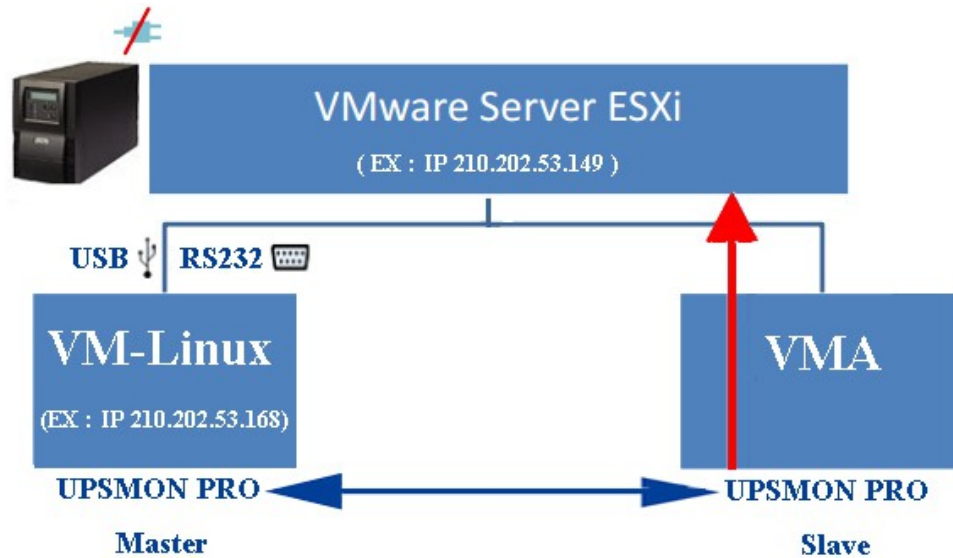 VMware Server ESXi
( EX : IP 210.202.53.149 )
USB RS232
VM-Linux
(EX : IP 210.202.53.168)
VMA
UPSMON PRO
UPSMON PRO
Master
Slave